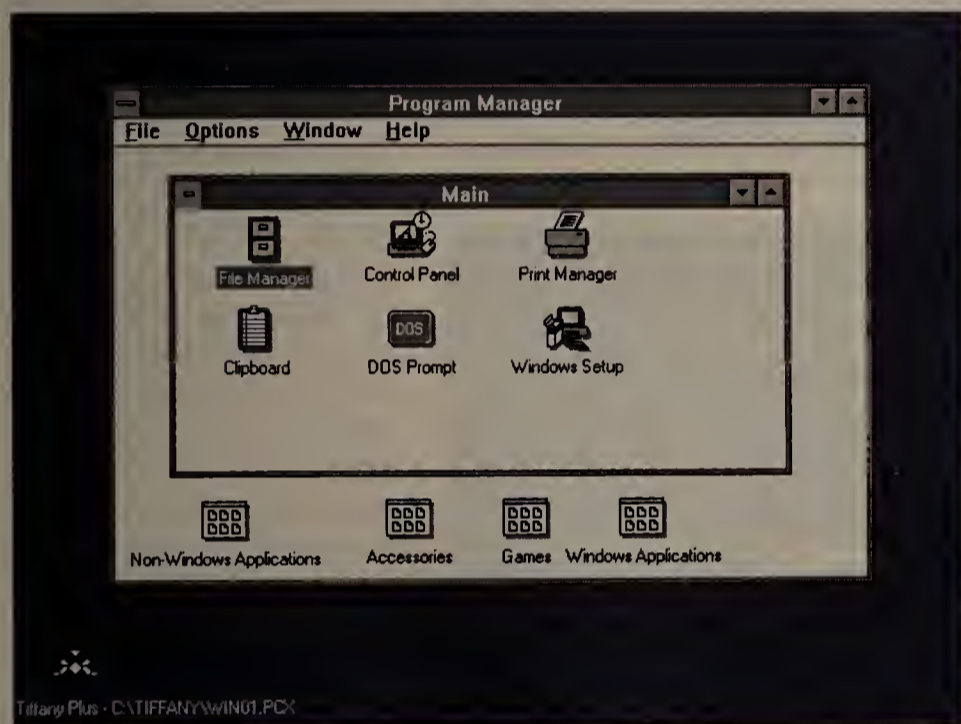 Program Manager
File Options Window Help
Main
File Manager Control Panel Print Manager
DOS
Clipboard DOS Prompt Windows Setup
Non-Windows Applications Accessories Games Windows Applications
Tiffany Plus - C:\TIFFANY\WIN01.PCX